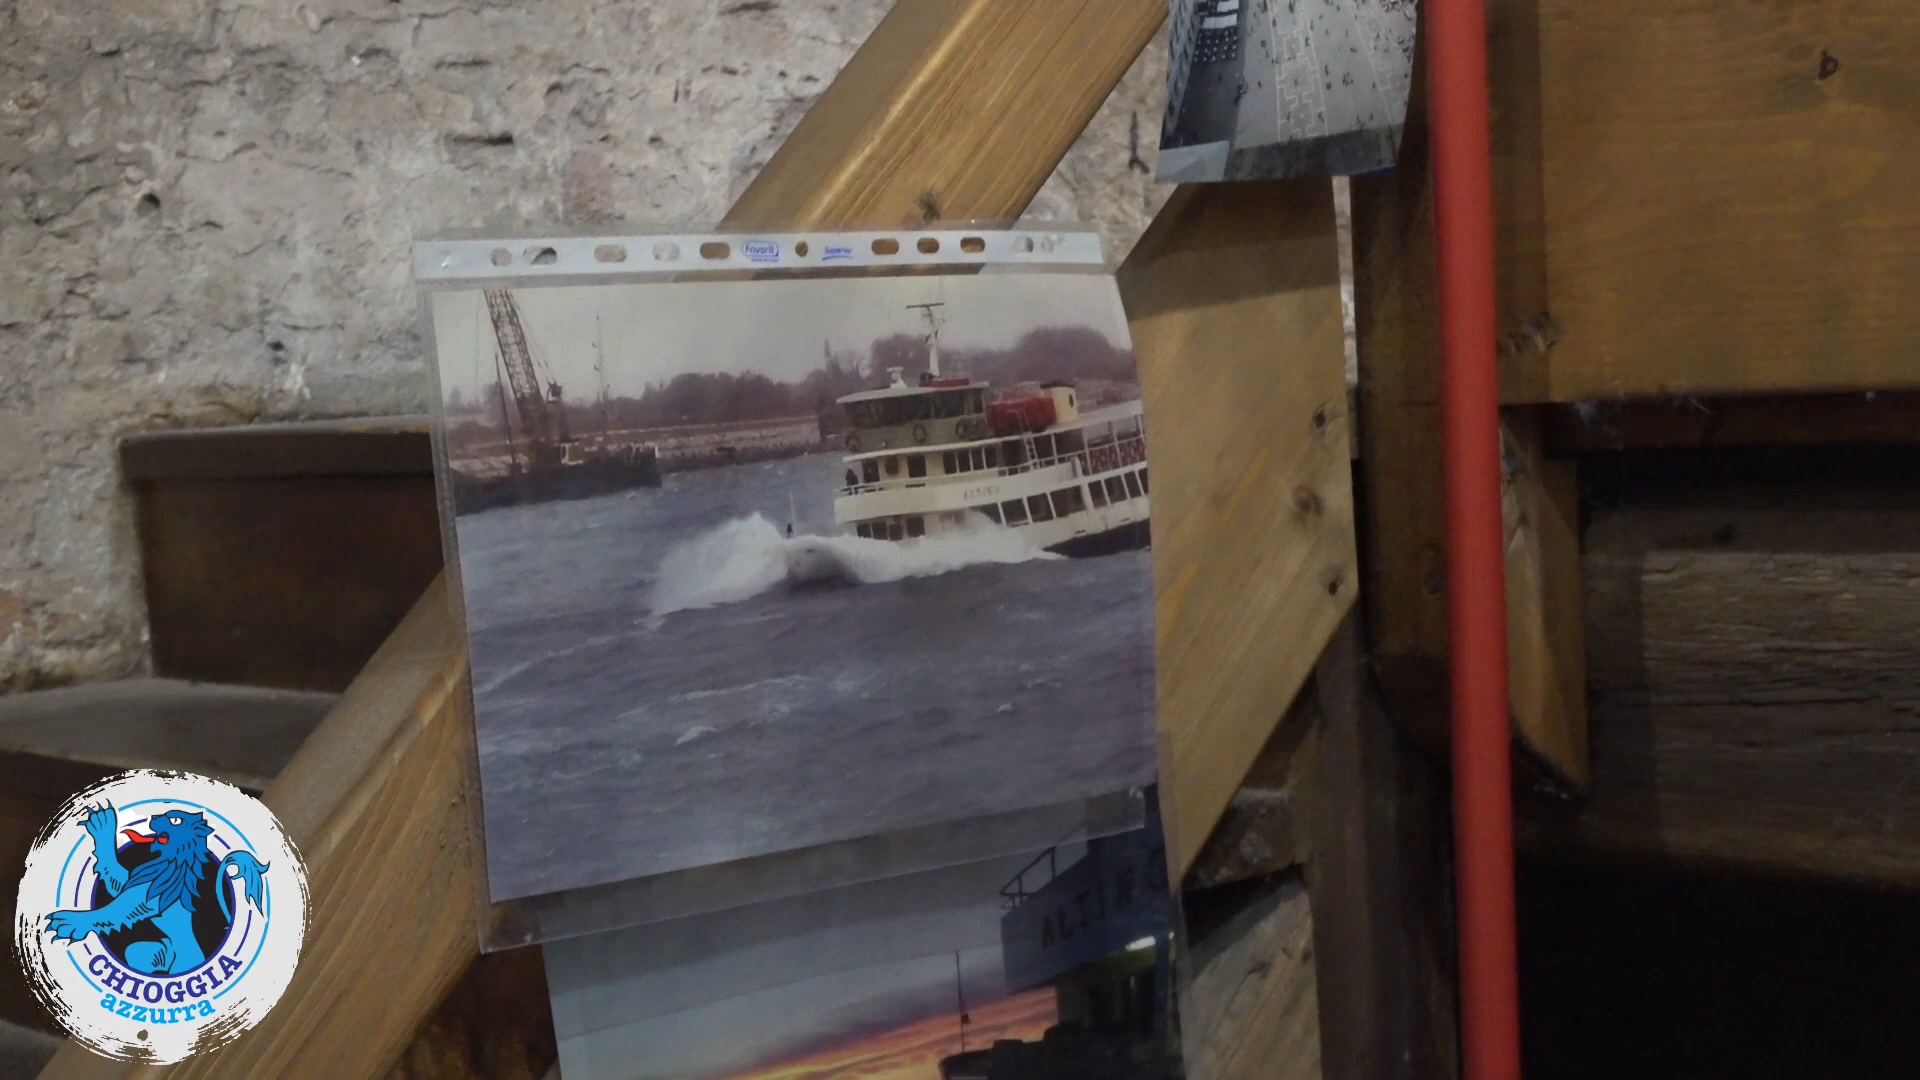 Favorit
Superior
ALTINO
ALTINO
CHIOGGIA
azzurra